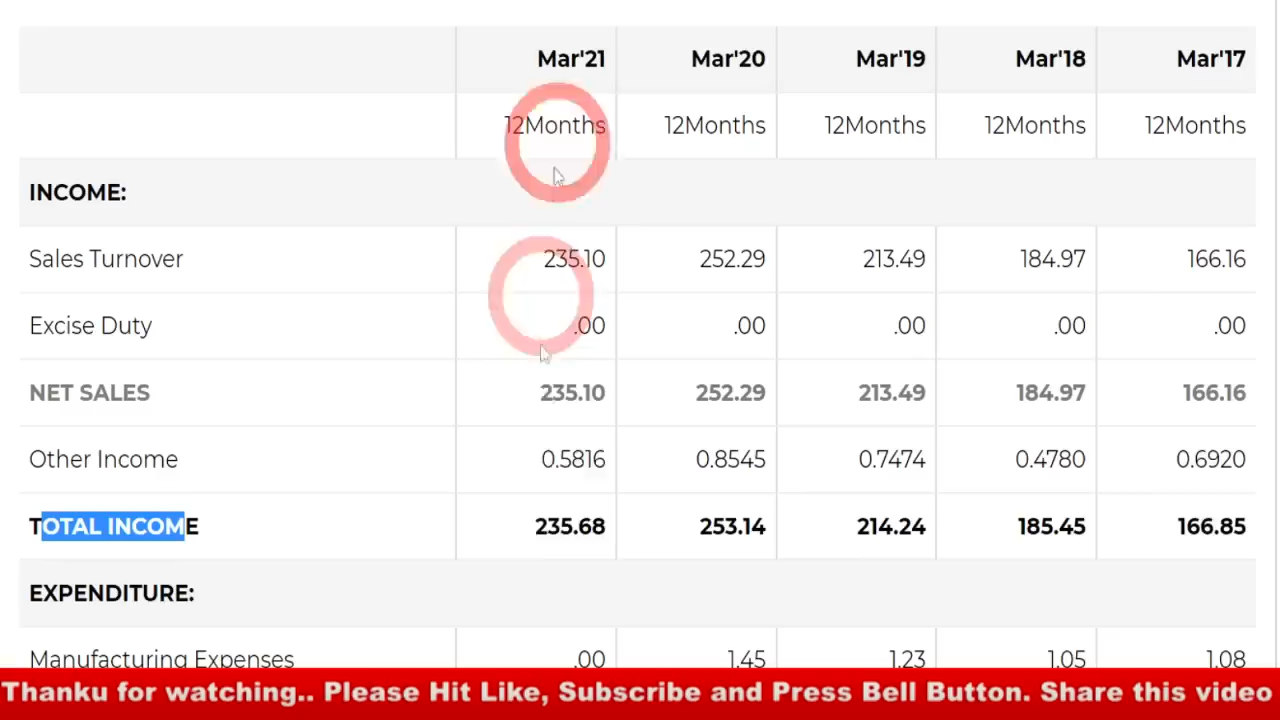 Mar'21 Mar'20 Mar'19 Mar'18 Mar'17
12Months 12Months 12Months 12Months 12Months
INCOME:
Sales Turnover 235.10 252.29 213.49 184.97 166.16
Excise Duty .00 .00 .00 .00 .00
NET SALES 235.10 252.29 213.49 184.97 166.16
Other Income 0.5816 0.8545 0.7474 0.4780 0.6920
TOTAL INCOME 235.68 253.14 214.24 185.45 166.85
EXPENDITURE:
Manufacturing Expenses .00 1.45 1.23 1.05 1.08
Thanku for watching.. Please Hit Like, Subscribe and Press Bell Button. Share this video